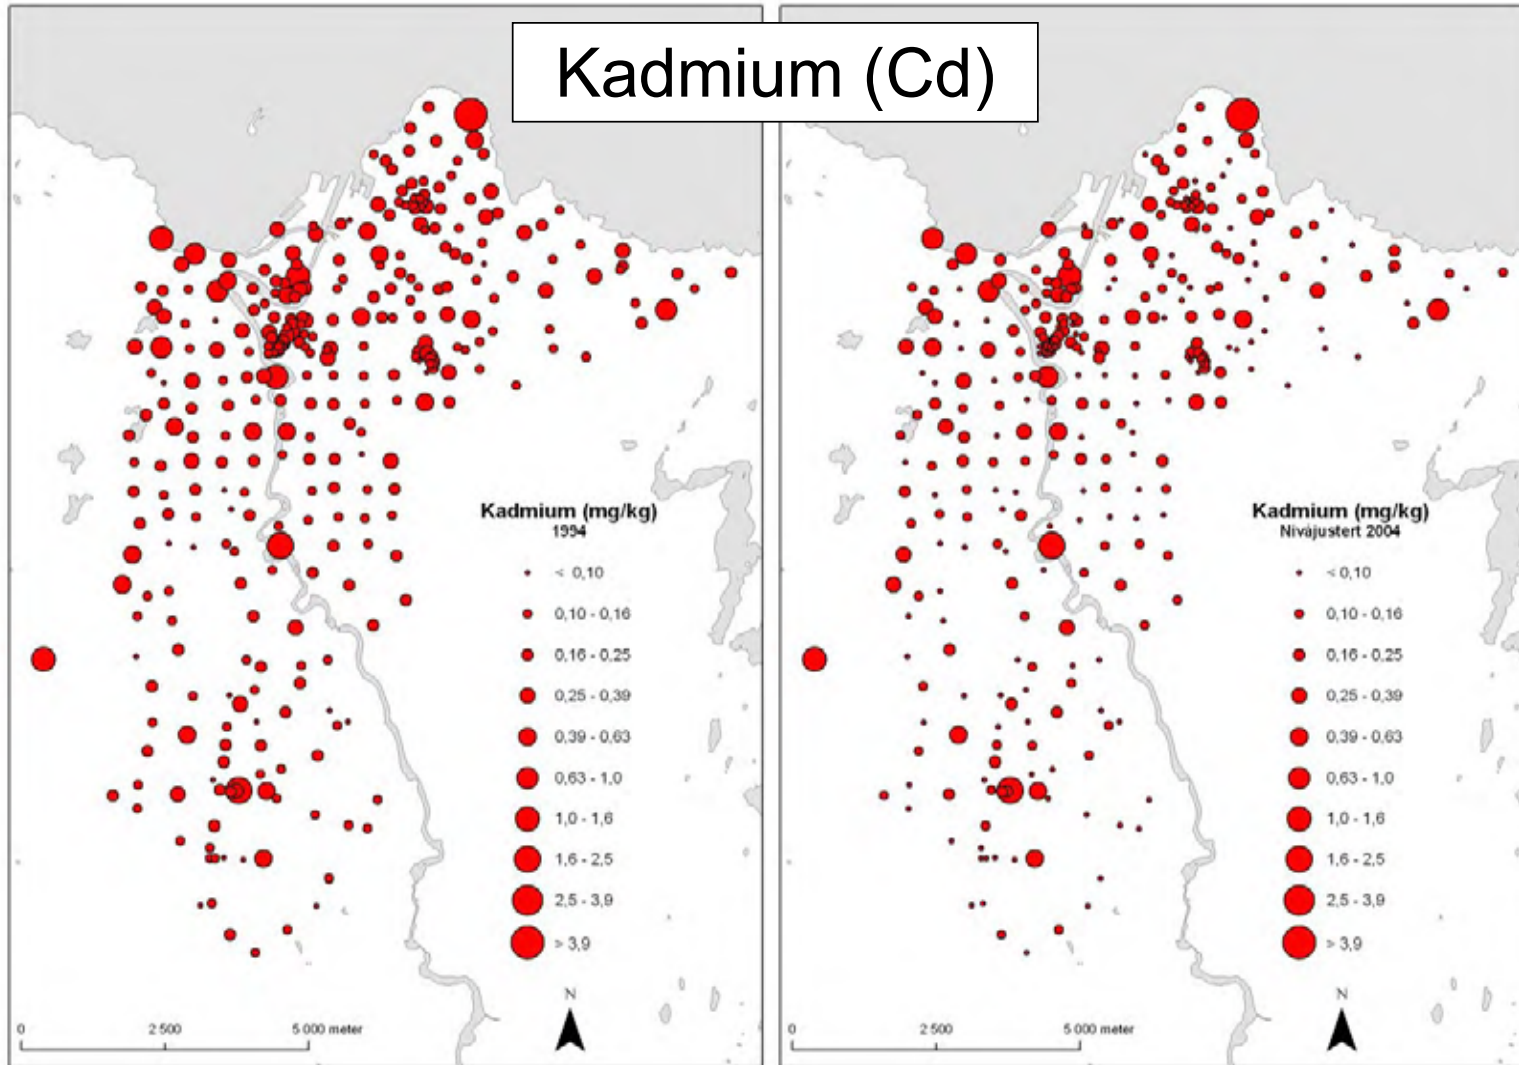 Kadmium (Cd)
Kadmium (mg/kg)
1994
< 0,10
0,10 - 0,16
0,16 - 0,25
0,25 - 0,39
0,39 - 0,63
0,63 - 1,0
1,0 - 1,6
1,6 - 2,5
2,5 - 3,9
> 3,9
N
0 2 500 5 000 meter
Kadmium (mg/kg)
Nivåjustert 2004
< 0,10
0,10 - 0,16
0,16 - 0,25
0,25 - 0,39
0,39 - 0,63
0,63 - 1,0
1,0 - 1,6
1,6 - 2,5
2,5 - 3,9
> 3,9
N
0 2 500 5 000 meter